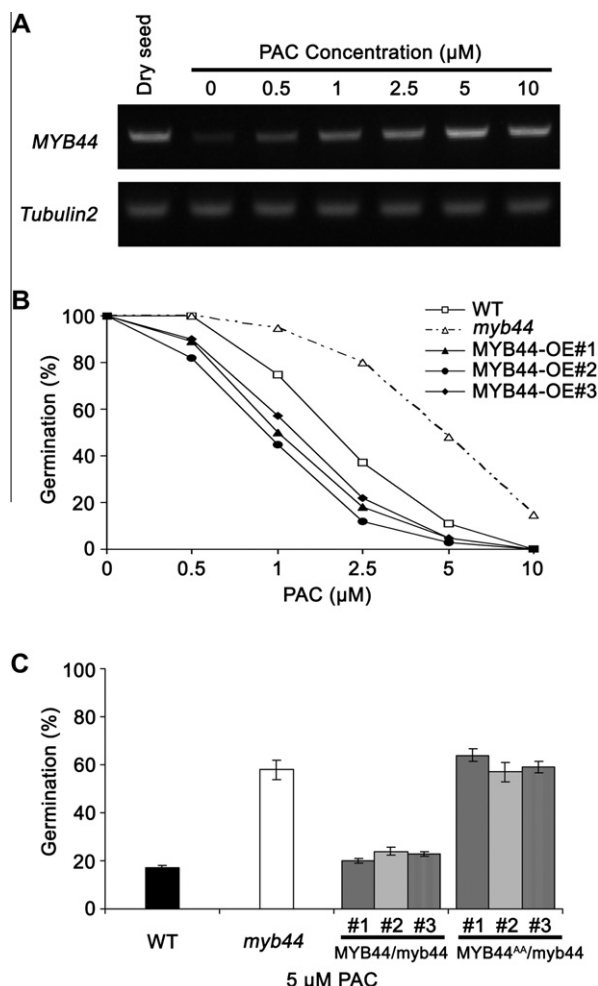 A
Dry seed
PAC Concentration (µM)
0 0.5 1 2.5 5 10
MYB44
Tubulin2
B
WT
myb44
MYB44-OE#1
MYB44-OE#2
MYB44-OE#3
Germination (%)
100
80
60
40
20
0
0 0.5 1 2.5 5 10
PAC (µM)
C
Germination (%)
100
80
60
40
20
0
#1 #2 #3 #1 #2 #3
WT myb44 MYB44/myb44 MYB44ᴬᴬ/myb44
5 µM PAC